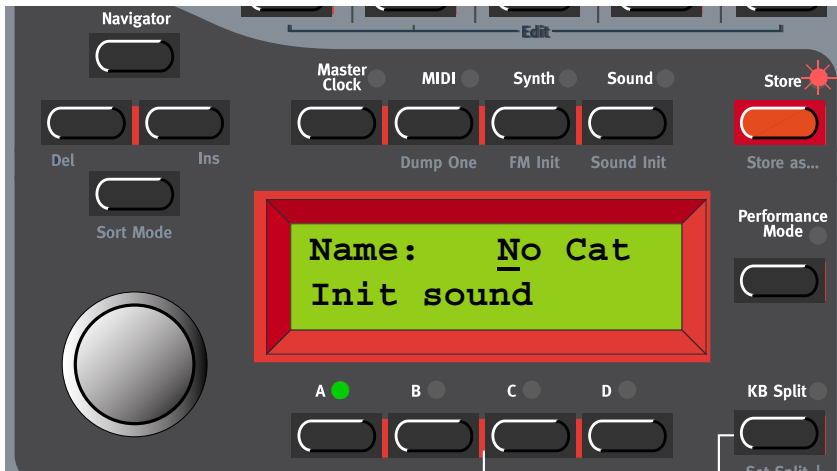 Navigator
Edit
Master
Clock
MIDI
Synth
Sound
Store
Del
Ins
Dump One
FM Init
Sound Init
Store as...
Sort Mode
Performance
Mode
Name: No Cat
Init sound
A
B
C
D
KB Split